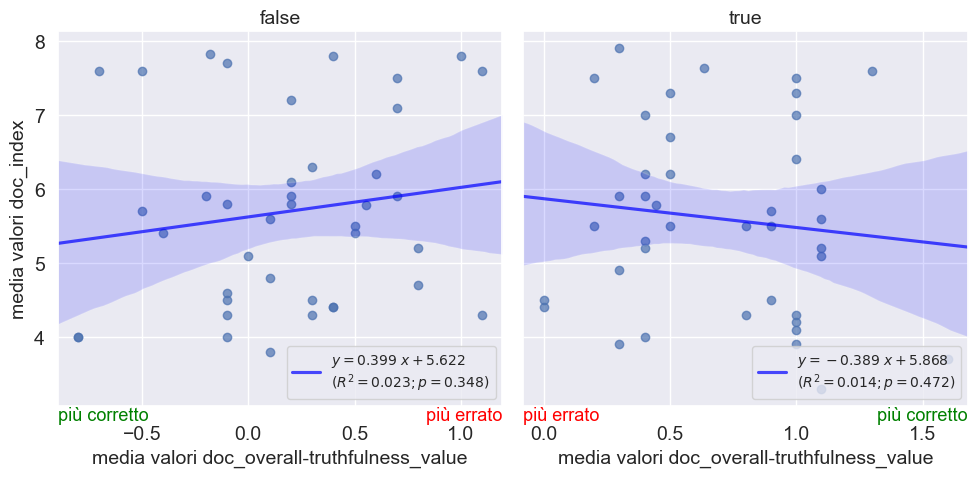 false
true
8
7
6
5
4
media valori doc_index
y = 0.399 x + 5.622
(R² = 0.023; p = 0.348)
y = −0.389 x + 5.868
(R² = 0.014; p = 0.472)
più corretto
più errato
più errato
più corretto
−0.5 0.0 0.5 1.0
0.0 0.5 1.0 1.5
media valori doc_overall-truthfulness_value
media valori doc_overall-truthfulness_value